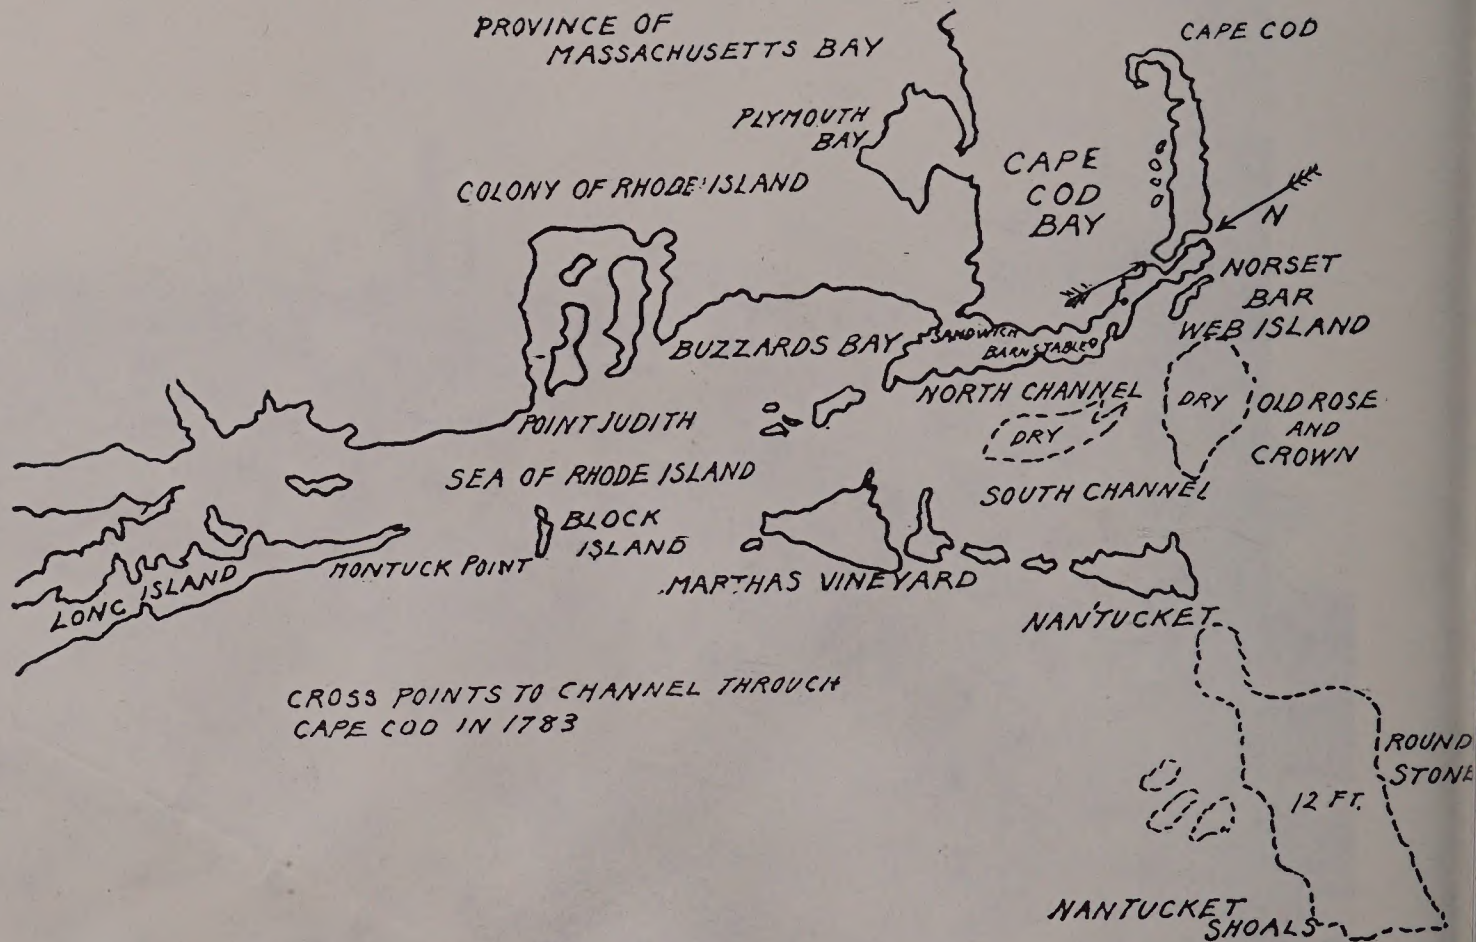 PROVINCE OF
MASSACHUSETTS BAY
CAPE COD
PLYMOUTH
BAY
CAPE
COD
BAY
COLONY OF RHODE ISLAND
N
NORSET
BAR
WEB ISLAND
BUZZARDS BAY
SANDWICH
BARNSTABLE
NORTH CHANNEL
DRY
OLD ROSE
AND
CROWN
POINT JUDITH
DRY
SEA OF RHODE ISLAND
SOUTH CHANNEL
BLOCK
ISLAND
MONTUCK POINT
LONG ISLAND
MARTHAS VINEYARD
NANTUCKET
CROSS POINTS TO CHANNEL THROUGH
CAPE COD IN 1783
ROUND
STONE
12 FT.
NANTUCKET
SHOALS